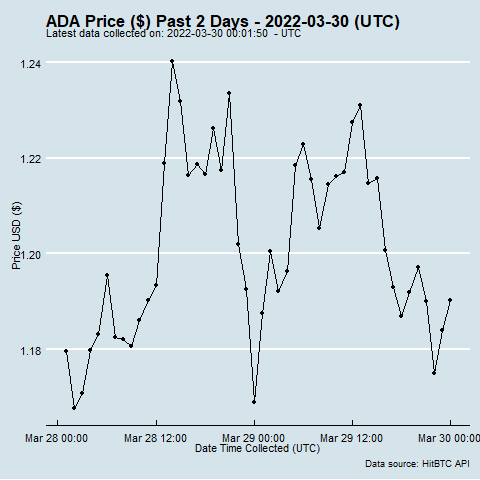 ADA Price ($) Past 2 Days - 2022-03-30 (UTC)
Latest data collected on: 2022-03-30 00:01:50 - UTC
1.24
1.22
1.20
1.18
Price USD ($)
Mar 28 00:00 Mar 28 12:00 Mar 29 00:00 Mar 29 12:00 Mar 30 00:00
Date Time Collected (UTC)
Data source: HitBTC API